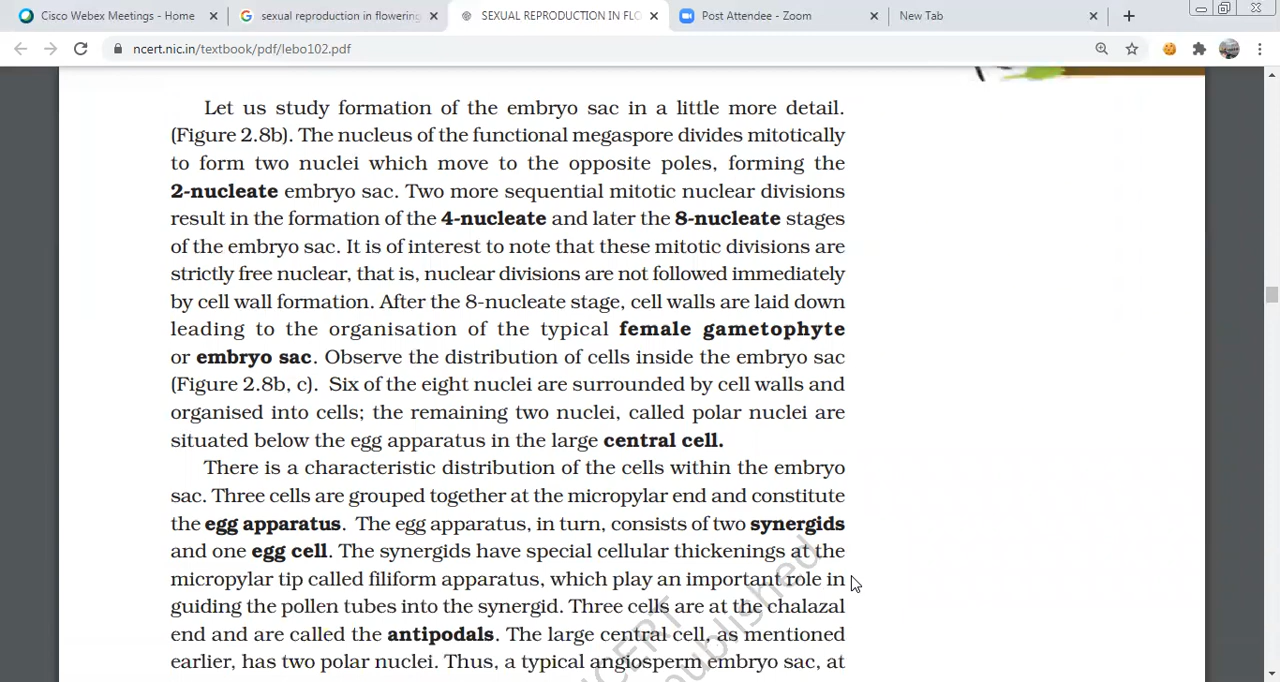 Cisco Webex Meetings - Home
sexual reproduction in flowering
SEXUAL REPRODUCTION IN FLO
Post Attendee - Zoom
New Tab
ncert.nic.in/textbook/pdf/lebo102.pdf
Let us study formation of the embryo sac in a little more detail.
(Figure 2.8b). The nucleus of the functional megaspore divides mitotically
to form two nuclei which move to the opposite poles, forming the
2-nucleate embryo sac. Two more sequential mitotic nuclear divisions
result in the formation of the 4-nucleate and later the 8-nucleate stages
of the embryo sac. It is of interest to note that these mitotic divisions are
strictly free nuclear, that is, nuclear divisions are not followed immediately
by cell wall formation. After the 8-nucleate stage, cell walls are laid down
leading to the organisation of the typical female gametophyte
or embryo sac. Observe the distribution of cells inside the embryo sac
(Figure 2.8b, c). Six of the eight nuclei are surrounded by cell walls and
organised into cells; the remaining two nuclei, called polar nuclei are
situated below the egg apparatus in the large central cell.
There is a characteristic distribution of the cells within the embryo
sac. Three cells are grouped together at the micropylar end and constitute
the egg apparatus. The egg apparatus, in turn, consists of two synergids
and one egg cell. The synergids have special cellular thickenings at the
micropylar tip called filiform apparatus, which play an important role in
guiding the pollen tubes into the synergid. Three cells are at the chalazal
end and are called the antipodals. The large central cell, as mentioned
earlier, has two polar nuclei. Thus, a typical angiosperm embryo sac, at